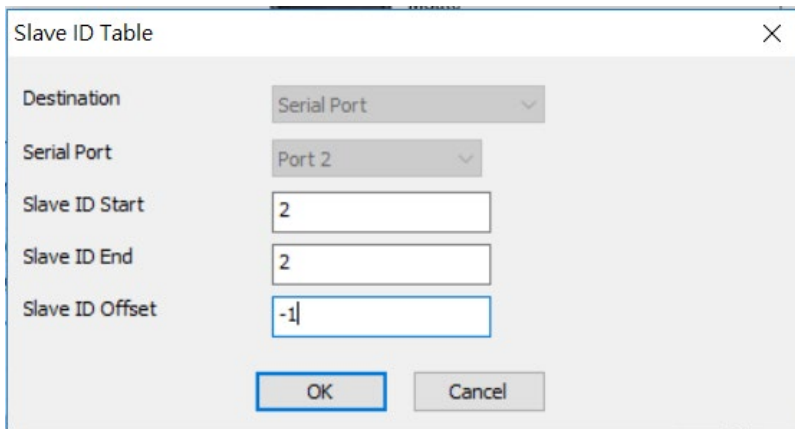 Slave ID Table
Destination Serial Port
Serial Port Port 2
Slave ID Start 2
Slave ID End 2
Slave ID Offset -1
OK Cancel